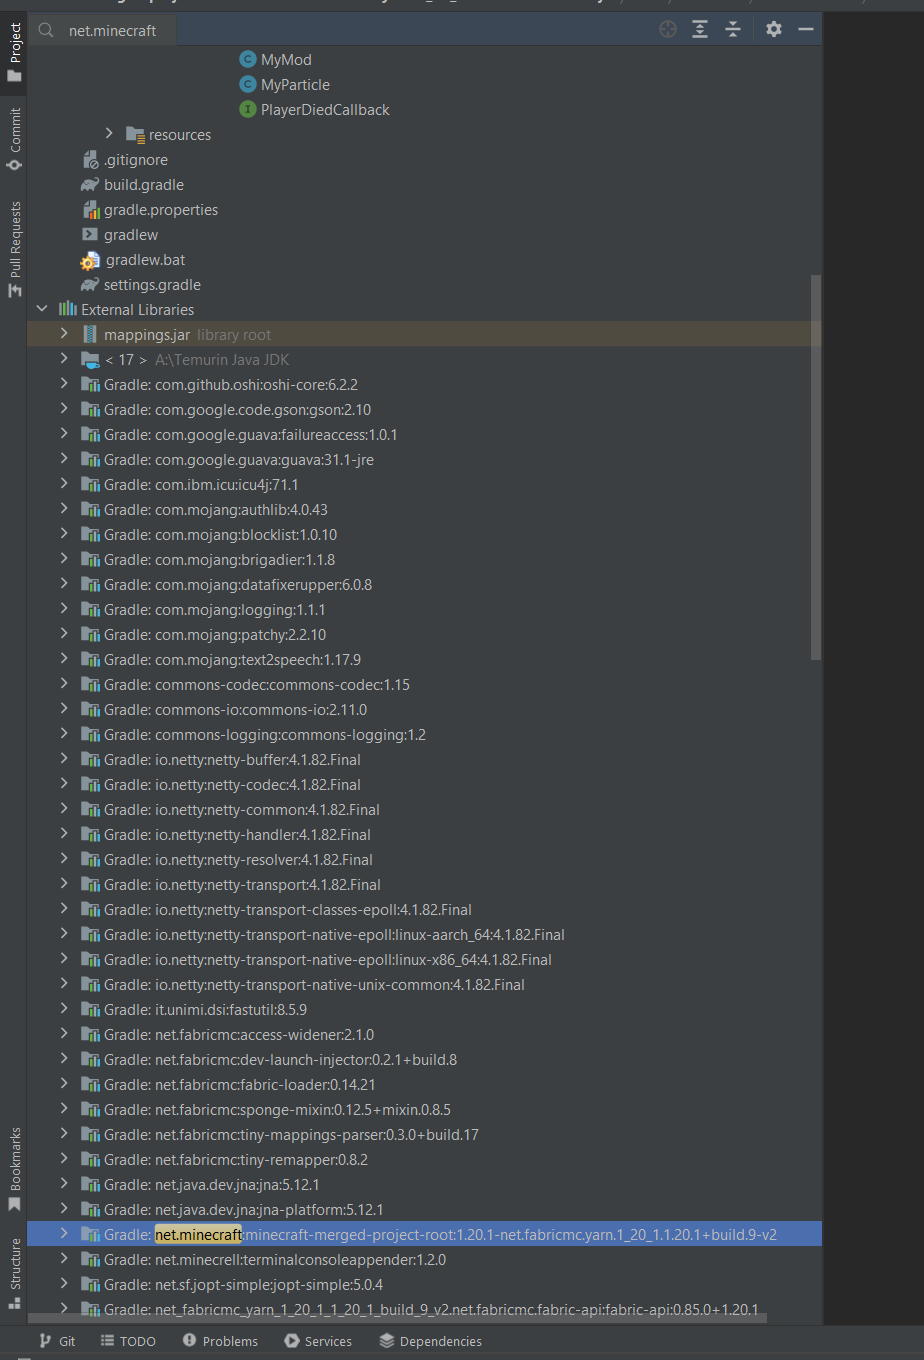 net.minecraft
Project
Commit
Pull Requests
MyMod
MyParticle
PlayerDiedCallback
resources
.gitignore
build.gradle
gradle.properties
gradlew
gradlew.bat
settings.gradle
External Libraries
mappings.jar library root
< 17 > A:\Temurin Java JDK
Gradle: com.github.oshi:oshi-core:6.2.2
Gradle: com.google.code.gson:gson:2.10
Gradle: com.google.guava:failureaccess:1.0.1
Gradle: com.google.guava:guava:31.1-jre
Gradle: com.ibm.icu:icu4j:71.1
Gradle: com.mojang:authlib:4.0.43
Gradle: com.mojang:blocklist:1.0.10
Gradle: com.mojang:brigadier:1.1.8
Gradle: com.mojang:datafixerupper:6.0.8
Gradle: com.mojang:logging:1.1.1
Gradle: com.mojang:patchy:2.2.10
Gradle: com.mojang:text2speech:1.17.9
Gradle: commons-codec:commons-codec:1.15
Gradle: commons-io:commons-io:2.11.0
Gradle: commons-logging:commons-logging:1.2
Gradle: io.netty:netty-buffer:4.1.82.Final
Gradle: io.netty:netty-codec:4.1.82.Final
Gradle: io.netty:netty-common:4.1.82.Final
Gradle: io.netty:netty-handler:4.1.82.Final
Gradle: io.netty:netty-resolver:4.1.82.Final
Gradle: io.netty:netty-transport:4.1.82.Final
Gradle: io.netty:netty-transport-classes-epoll:4.1.82.Final
Gradle: io.netty:netty-transport-native-epoll:linux-aarch_64:4.1.82.Final
Gradle: io.netty:netty-transport-native-epoll:linux-x86_64:4.1.82.Final
Gradle: io.netty:netty-transport-native-unix-common:4.1.82.Final
Gradle: it.unimi.dsi:fastutil:8.5.9
Gradle: net.fabricmc:access-widener:2.1.0
Gradle: net.fabricmc:dev-launch-injector:0.2.1+build.8
Gradle: net.fabricmc:fabric-loader:0.14.21
Gradle: net.fabricmc:sponge-mixin:0.12.5+mixin.0.8.5
Gradle: net.fabricmc:tiny-mappings-parser:0.3.0+build.17
Gradle: net.fabricmc:tiny-remapper:0.8.2
Gradle: net.java.dev.jna:jna:5.12.1
Gradle: net.java.dev.jna:jna-platform:5.12.1
Gradle: net.minecraft:minecraft-merged-project-root:1.20.1-net.fabricmc.yarn.1_20_1.1.20.1+build.9-v2
Gradle: net.minecrell:terminalconsoleappender:1.2.0
Gradle: net.sf.jopt-simple:jopt-simple:5.0.4
Gradle: net_fabricmc_yarn_1_20_1_1_20_1_build_9_v2.net.fabricmc.fabric-api:fabric-api:0.85.0+1.20.1
Bookmarks
Structure
Git
TODO
Problems
Services
Dependencies